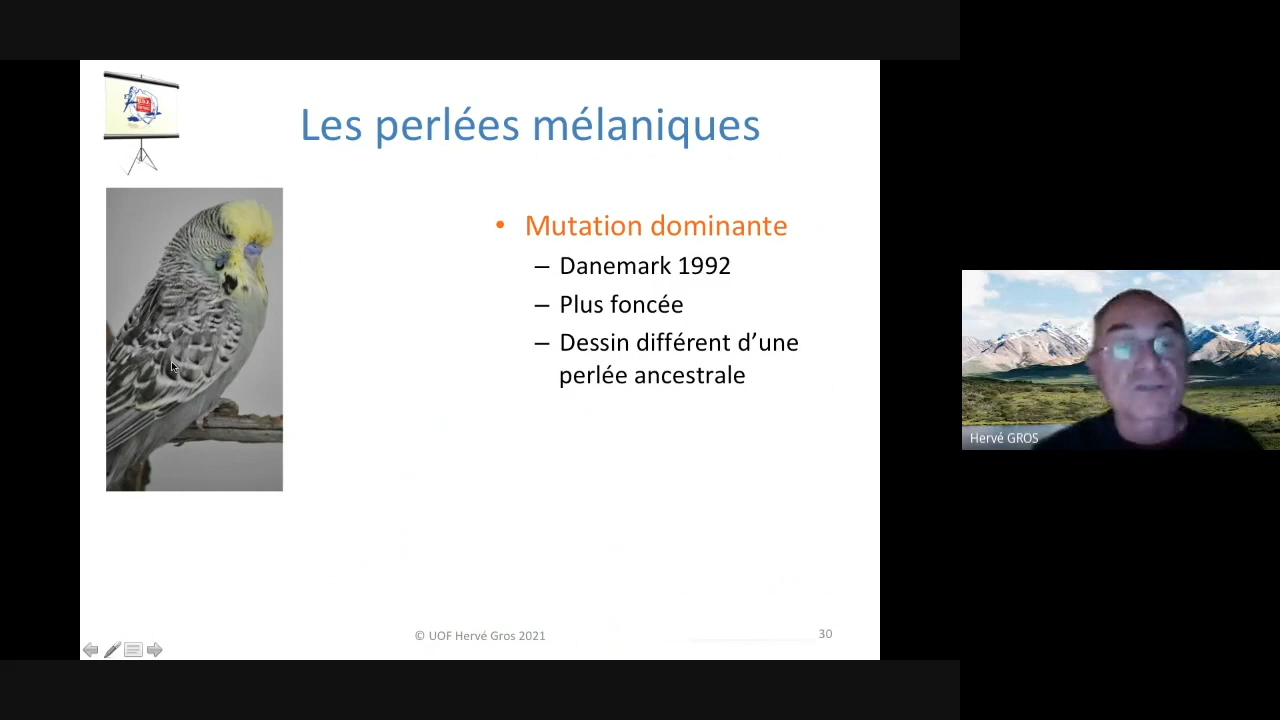 Les perlées mélaniques
• Mutation dominante
– Danemark 1992
– Plus foncée
– Dessin différent d’une
perlée ancestrale
Hervé GROS
© UOF Hervé Gros 2021
30